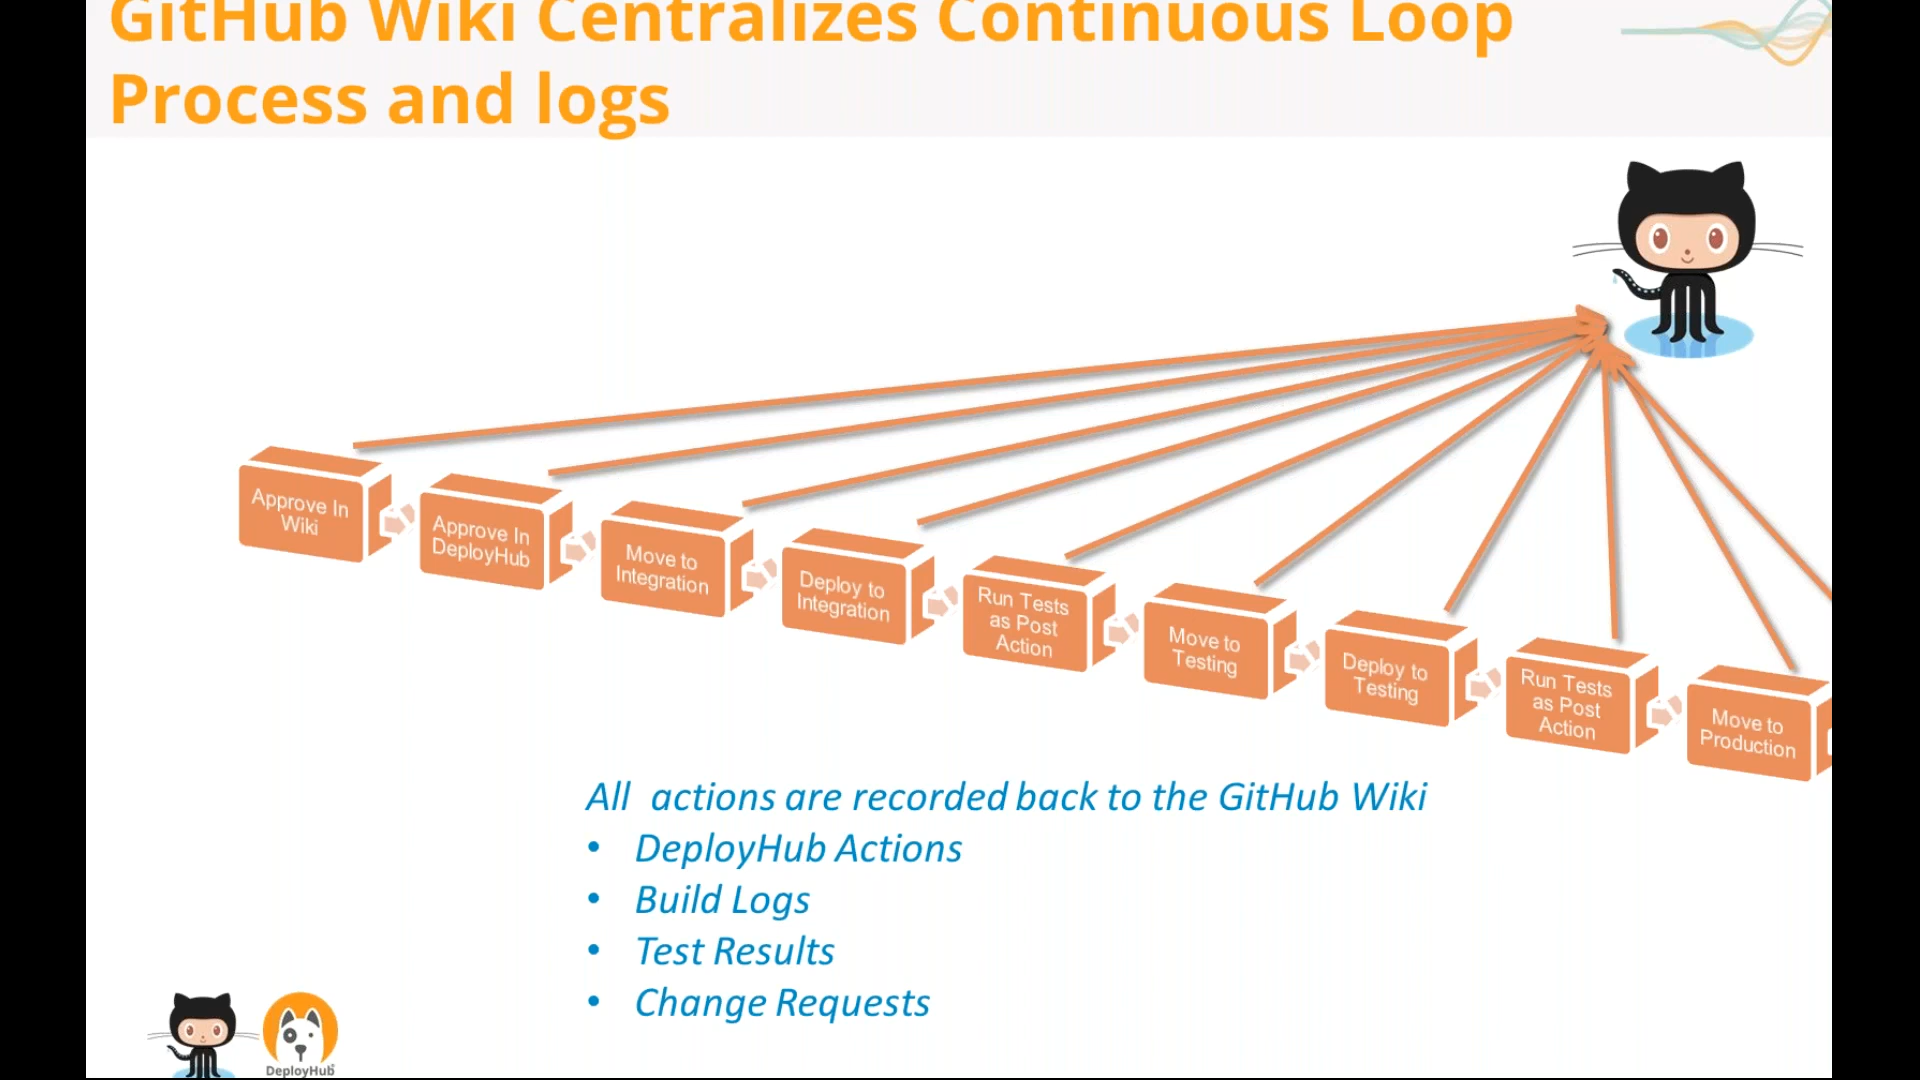 GitHub Wiki Centralizes Continuous Loop
Process and logs
Approve In
Wiki
Approve In
DeployHub
Move to
Integration
Deploy to
Integration
Run Tests
as Post
Action
Move to
Testing
Deploy to
Testing
Run Tests
as Post
Action
Move to
Production
All  actions are recorded back to the GitHub Wiki
• DeployHub Actions
• Build Logs
• Test Results
• Change Requests
DeployHub